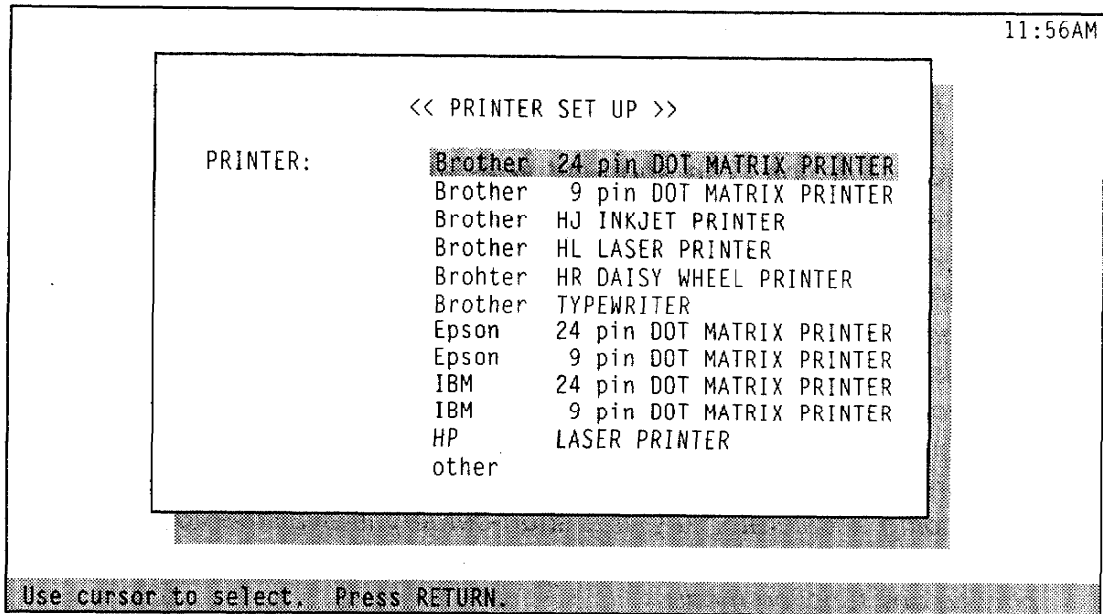 11:56AM
<< PRINTER SET UP >>
PRINTER: Brother 24 pin DOT MATRIX PRINTER
Brother 9 pin DOT MATRIX PRINTER
Brother HJ INKJET PRINTER
Brother HL LASER PRINTER
Brohter HR DAISY WHEEL PRINTER
Brother TYPEWRITER
Epson 24 pin DOT MATRIX PRINTER
Epson 9 pin DOT MATRIX PRINTER
IBM 24 pin DOT MATRIX PRINTER
IBM 9 pin DOT MATRIX PRINTER
HP LASER PRINTER
other
Use cursor to select. Press RETURN.